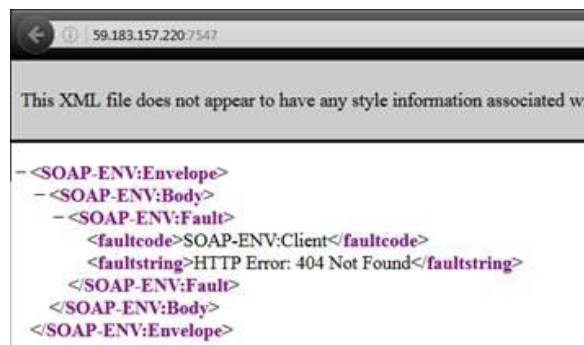 59.183.157.220:7547
This XML file does not appear to have any style information associated
- <SOAP-ENV:Envelope>
- <SOAP-ENV:Body>
- <SOAP-ENV:Fault>
<faultcode>SOAP-ENV:Client</faultcode>
<faultstring>HTTP Error: 404 Not Found</faultstring>
</SOAP-ENV:Fault>
</SOAP-ENV:Body>
</SOAP-ENV:Envelope>